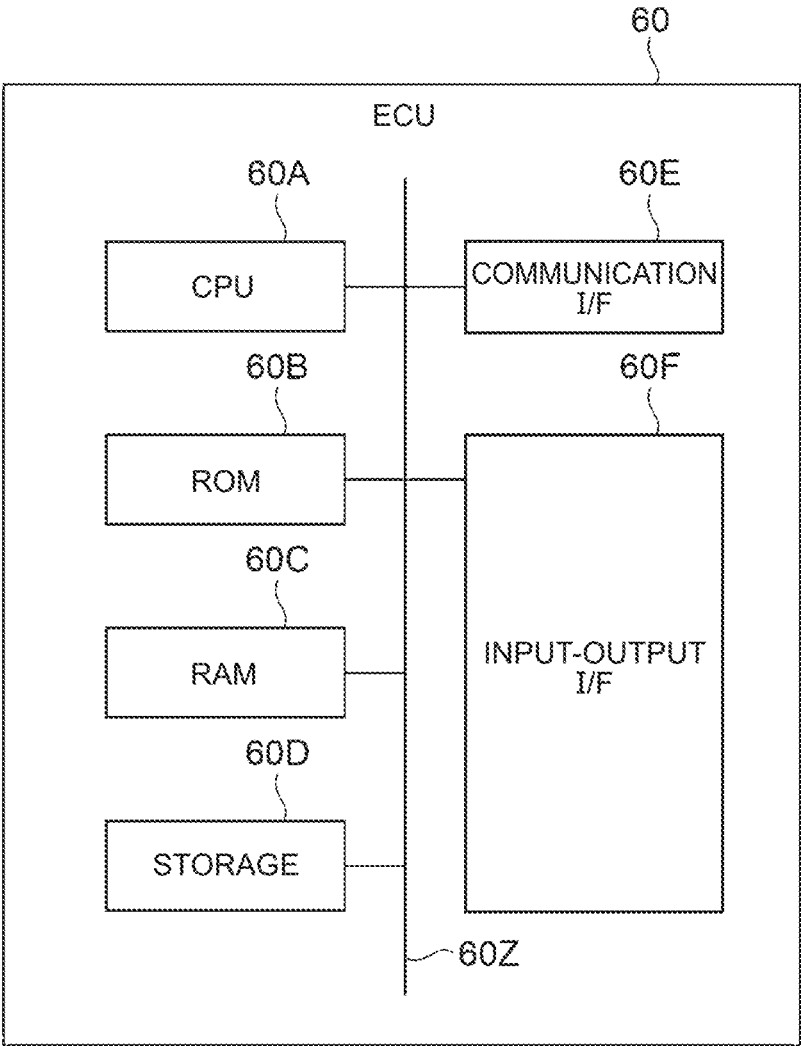 60
ECU
60A
CPU
60E
COMMUNICATION
I/F
60B
ROM
60F
INPUT-OUTPUT
I/F
60C
RAM
60D
STORAGE
60Z